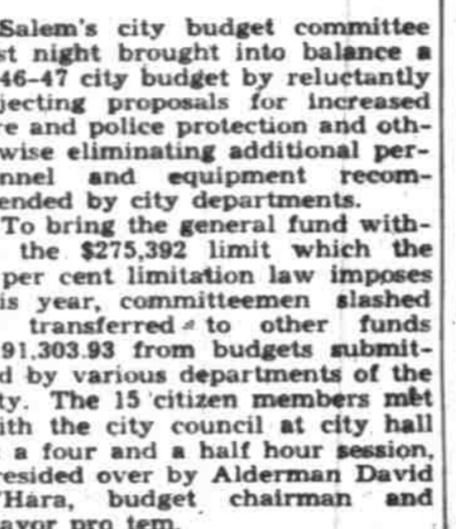 Salem's city budget committee
st night brought into balance a
46-47 city budget by reluctantly
jecting proposals for increased
re and police protection and oth-
wise eliminating additional per-
nnel and equipment recom-
ended by city departments.
To bring the general fund with-
the $275,392 limit which the
per cent limitation law imposes
is year, committeemen slashed
transferred to other funds
91,303.93 from budgets submit-
d by various departments of the
ty. The 15 citizen members met
ith the city council at city hall
a four and a half hour session,
resided over by Alderman David
'Hara, budget chairman and
ayor pro tem.